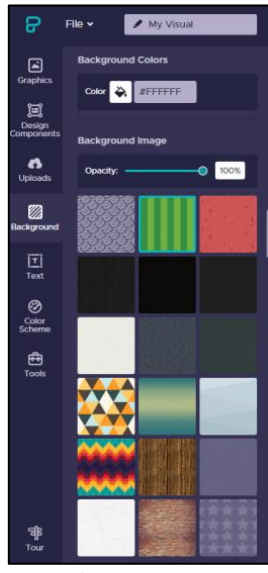 File
My Visual
Graphics
Design
Components
Uploads
Background
Text
Color
Scheme
Tools
Tour
Background Colors
Color
#FFFFFF
Background Image
Opacity:
100%